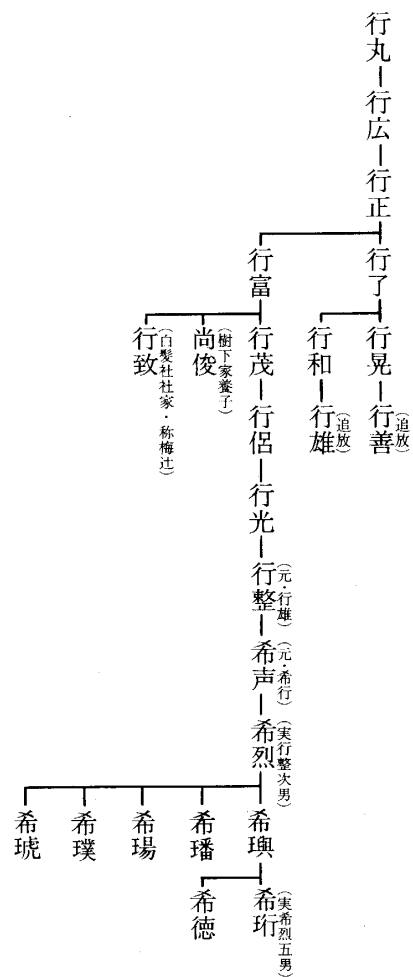 行丸
行広
行正
行了
行晃
行善
(追放)
行和
行雄
(追放)
行富
行茂
行侶
行光
行整
(元・行雄)
希声
(元・希行)
希烈
(実行整次男)
希璵
希珩
(実希烈五男)
希徳
希璠
希瑒
希璞
希琥
尚俊
(樹下家養子)
行致
(白髪社社家・称梅辻)